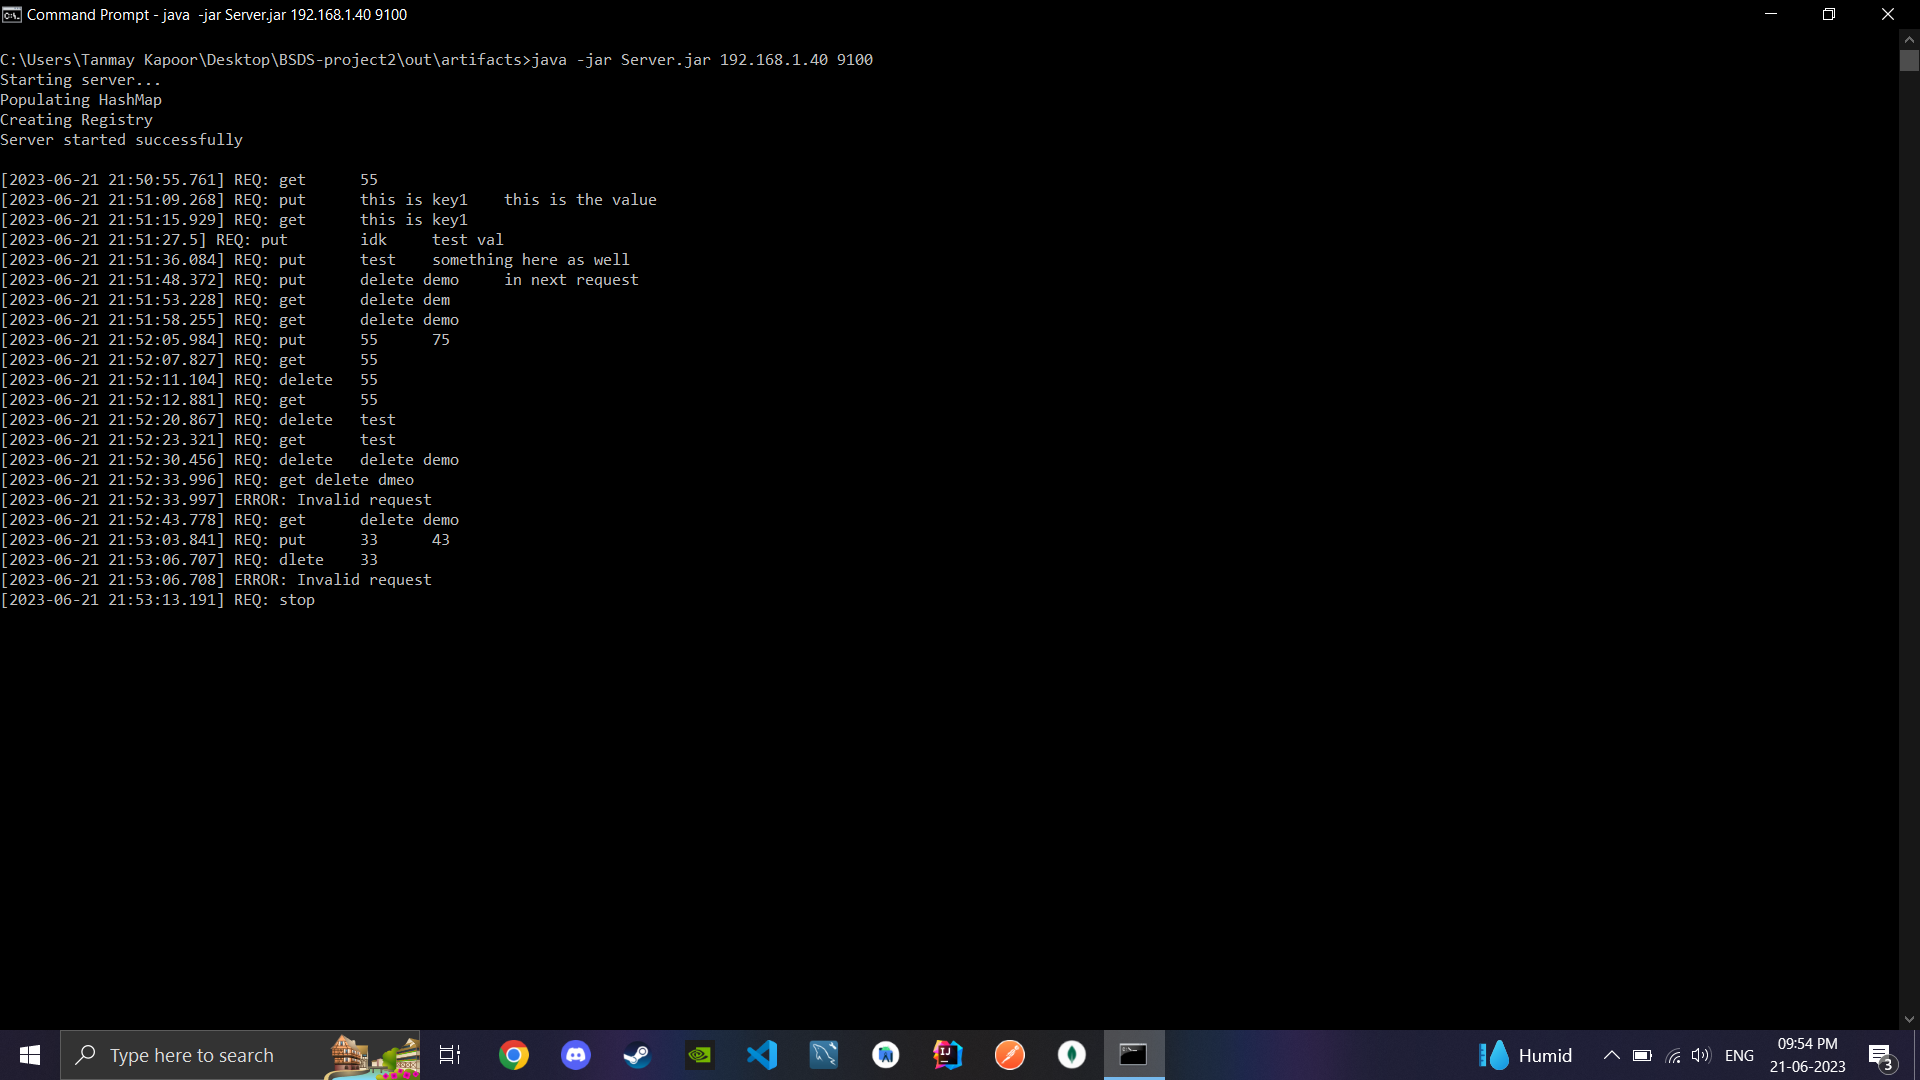 Command Prompt - java  -jar Server.jar 192.168.1.40 9100
C:\Users\Tanmay Kapoor\Desktop\BSDS-project2\out\artifacts>java -jar Server.jar 192.168.1.40 9100
Starting server...
Populating HashMap
Creating Registry
Server started successfully
[2023-06-21 21:50:55.761] REQ: get      55
[2023-06-21 21:51:09.268] REQ: put      this is key1    this is the value
[2023-06-21 21:51:15.929] REQ: get      this is key1
[2023-06-21 21:51:27.5] REQ: put        idk     test val
[2023-06-21 21:51:36.084] REQ: put      test    something here as well
[2023-06-21 21:51:48.372] REQ: put      delete demo     in next request
[2023-06-21 21:51:53.228] REQ: get      delete dem
[2023-06-21 21:51:58.255] REQ: get      delete demo
[2023-06-21 21:52:05.984] REQ: put      55      75
[2023-06-21 21:52:07.827] REQ: get      55
[2023-06-21 21:52:11.104] REQ: delete   55
[2023-06-21 21:52:12.881] REQ: get      55
[2023-06-21 21:52:20.867] REQ: delete   test
[2023-06-21 21:52:23.321] REQ: get      test
[2023-06-21 21:52:30.456] REQ: delete   delete demo
[2023-06-21 21:52:33.996] REQ: get delete dmeo
[2023-06-21 21:52:33.997] ERROR: Invalid request
[2023-06-21 21:52:43.778] REQ: get      delete demo
[2023-06-21 21:53:03.841] REQ: put      33      43
[2023-06-21 21:53:06.707] REQ: dlete    33
[2023-06-21 21:53:06.708] ERROR: Invalid request
[2023-06-21 21:53:13.191] REQ: stop
Type here to search
Humid
ENG
09:54 PM
21-06-2023
3